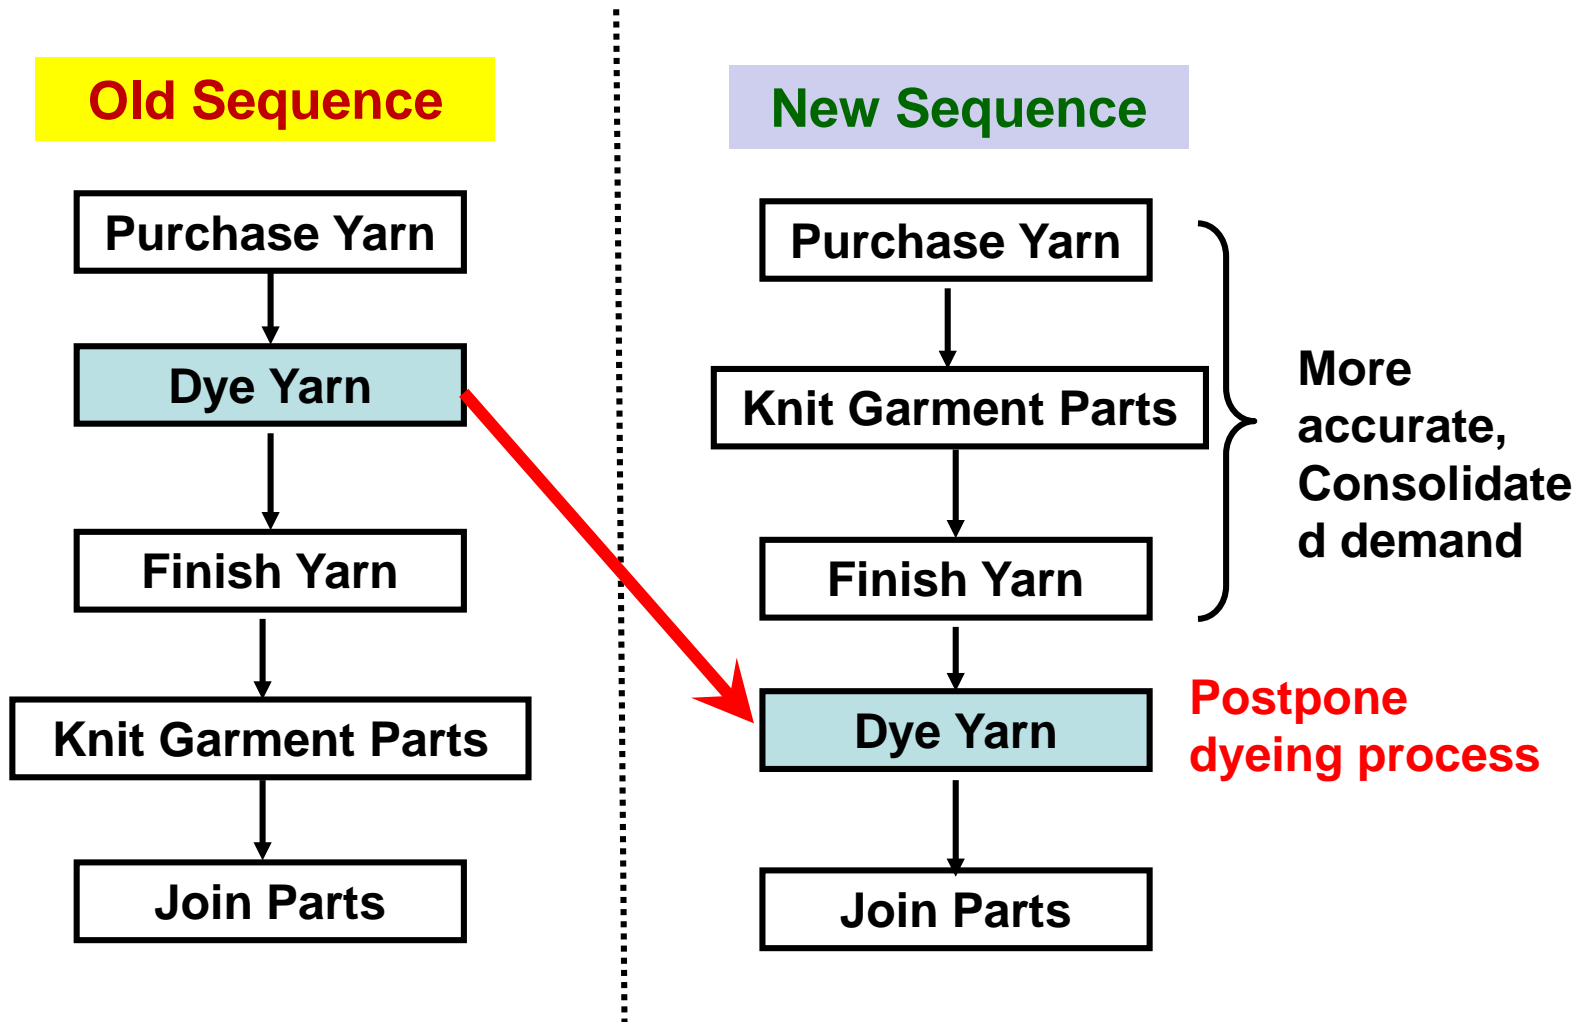 Old Sequence
Purchase Yarn
Dye Yarn
Finish Yarn
Knit Garment Parts
Join Parts
New Sequence
Purchase Yarn
Knit Garment Parts
Finish Yarn
Dye Yarn
Join Parts
More
accurate,
Consolidate
d demand
Postpone
dyeing process